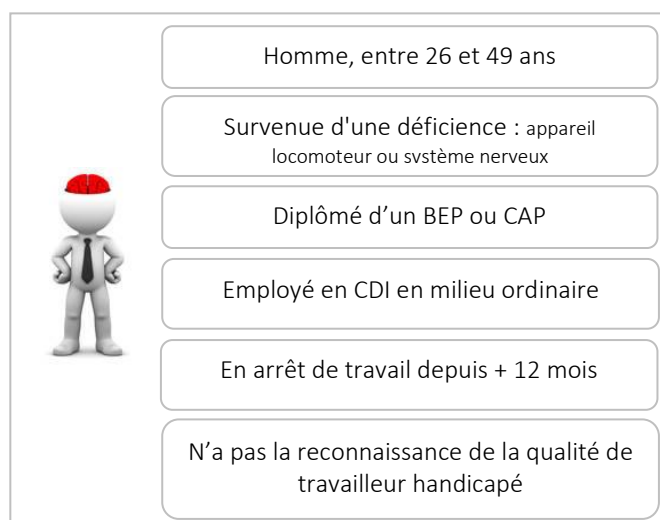 Homme, entre 26 et 49 ans
Survenue d'une déficience : appareil
locomoteur ou système nerveux
Diplômé d’un BEP ou CAP
Employé en CDI en milieu ordinaire
En arrêt de travail depuis + 12 mois
N’a pas la reconnaissance de la qualité de
travailleur handicapé